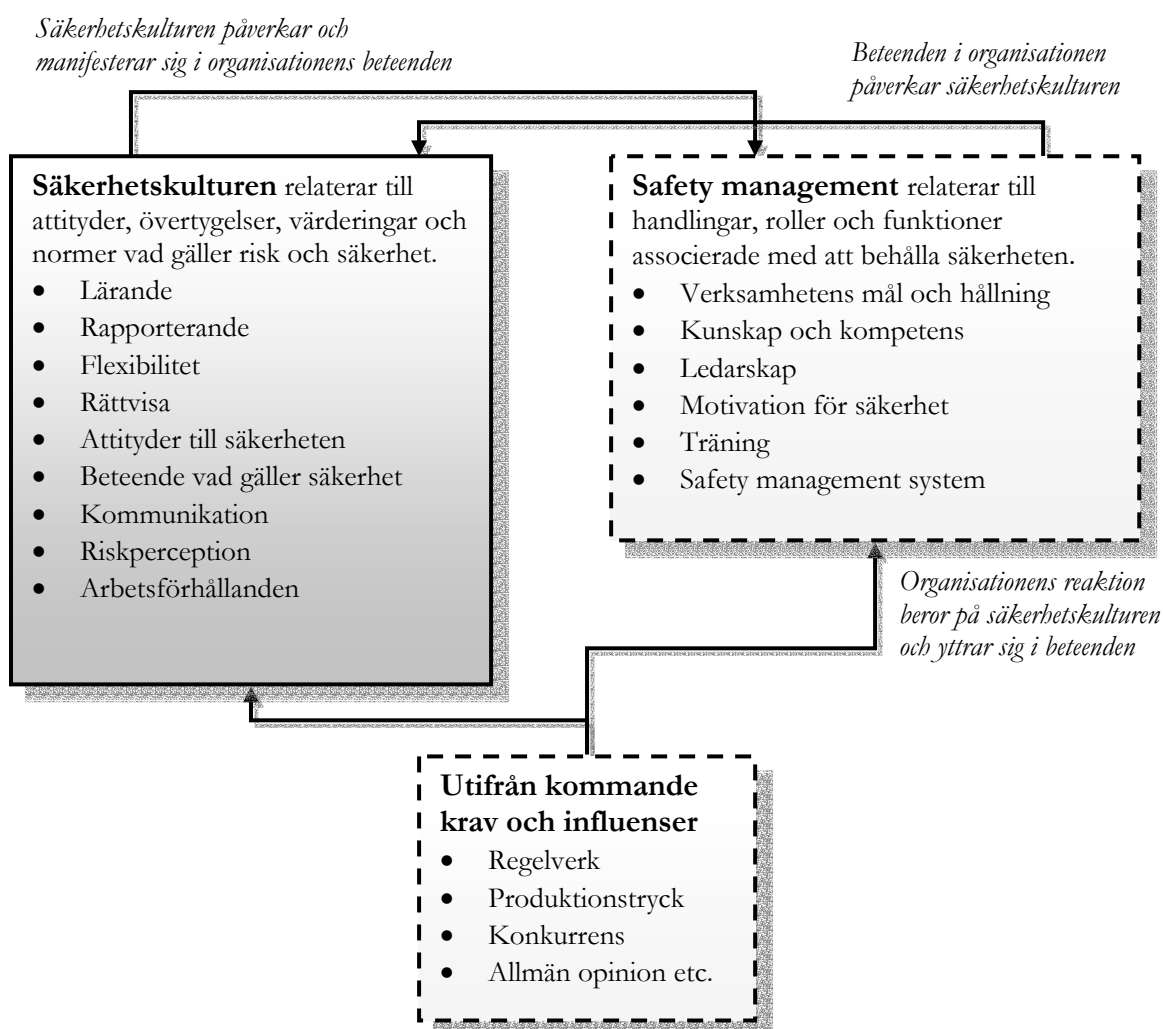 Säkerhetskulturen påverkar och
manifesterar sig i organisationens beteenden
Beteenden i organisationen
påverkar säkerhetskulturen
Säkerhetskulturen relaterar till
attityder, övertygelser, värderingar och
normer vad gäller risk och säkerhet.
• Lärande
• Rapporterande
• Flexibilitet
• Rättvisa
• Attityder till säkerheten
• Beteende vad gäller säkerhet
• Kommunikation
• Riskperception
• Arbetsförhållanden
Safety management relaterar till
handlingar, roller och funktioner
associerade med att behålla säkerheten.
• Verksamhetens mål och hållning
• Kunskap och kompetens
• Ledarskap
• Motivation för säkerhet
• Träning
• Safety management system
Organisationens reaktion
beror på säkerhetskulturen
och yttrar sig i beteenden
Utifrån kommande
krav och influenser
• Regelverk
• Produktionstryck
• Konkurrens
• Allmän opinion etc.